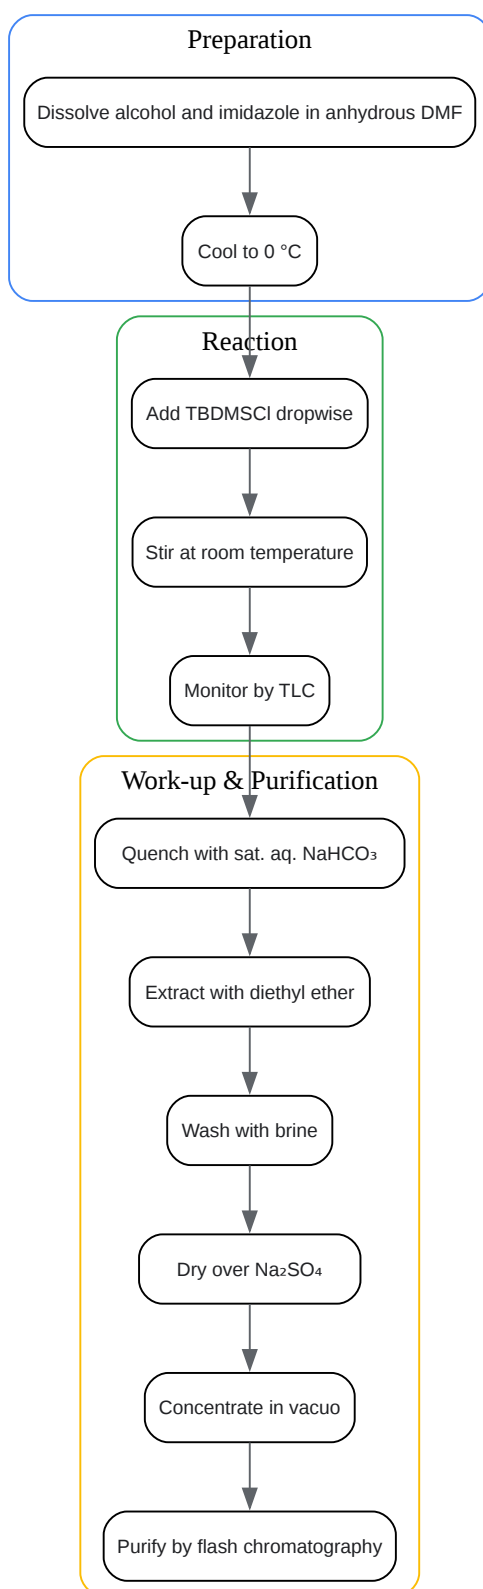 Preparation
Dissolve alcohol and imidazole in anhydrous DMF
Cool to 0 °C
Reaction
Add TBDMSCl dropwise
Stir at room temperature
Monitor by TLC
Work-up & Purification
Quench with sat. aq. NaHCO₃
Extract with diethyl ether
Wash with brine
Dry over Na₂SO₄
Concentrate in vacuo
Purify by flash chromatography